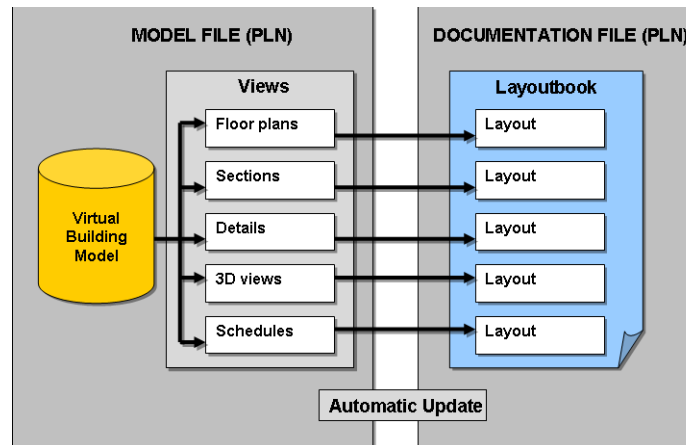 MODEL FILE (PLN)
DOCUMENTATION FILE (PLN)
Views
Layoutbook
Floor plans
Layout
Sections
Layout
Virtual
Building
Model
Details
Layout
3D views
Layout
Schedules
Layout
Automatic Update